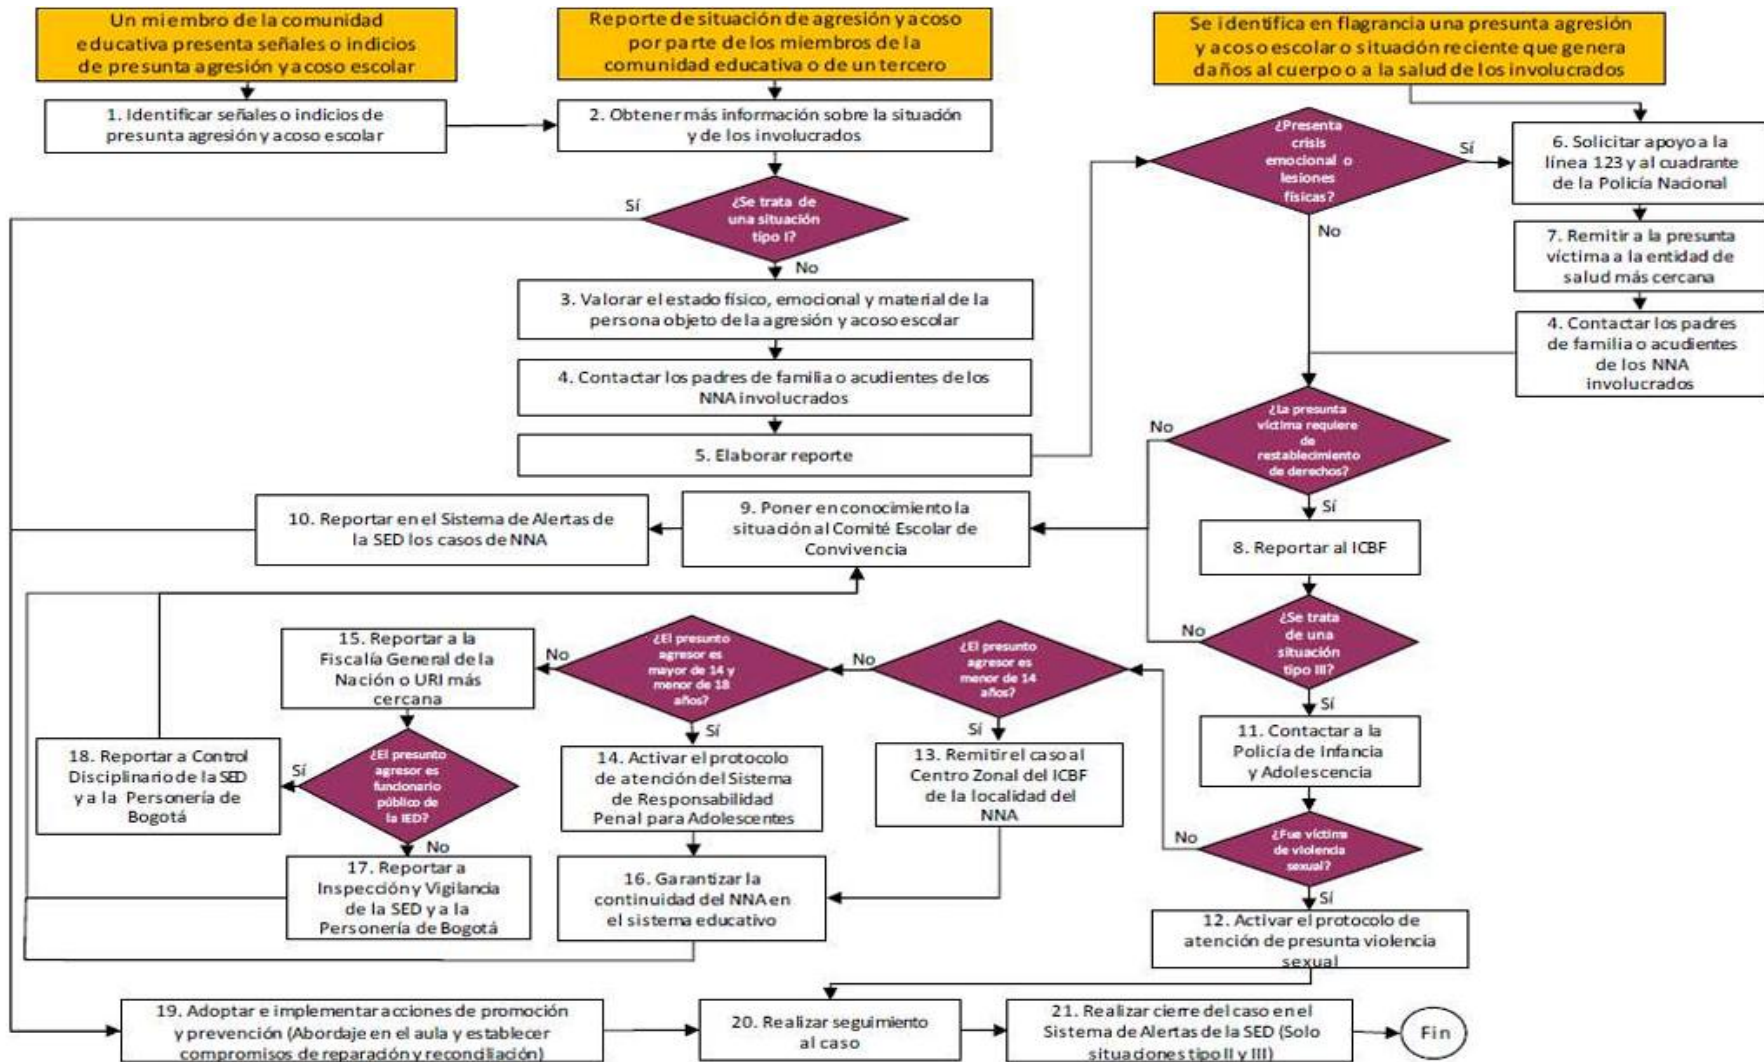 Un miembro de la comunidad
educativa presenta señales o indicios
de presunta agresión y acoso escolar
Reporte de situación de agresión y acoso
por parte de los miembros de la
comunidad educativa o de un tercero
Se identifica en flagrancia una presunta agresión
y acoso escolar o situación reciente que genera
daños al cuerpo o a la salud de los involucrados
1. Identificar señales o indicios de
presunta agresión y acoso escolar
2. Obtener más información sobre la situación
y de los involucrados
¿Presenta
crisis
emocional o
lesiones
físicas?
Sí
No
6. Solicitar apoyo a la
línea 123 y al cuadrante
de la Policía Nacional
¿Se trata de
una situación
tipo I?
Sí
No
7. Remitir a la presunta
víctima a la entidad de
salud más cercana
3. Valorar el estado físico, emocional y material de la
persona objeto de la agresión y acoso escolar
4. Contactar los padres
de familia o acudientes
de los NNA
involucrados
4. Contactar los padres de familia o acudientes de los
NNA involucrados
¿La presunta
víctima requiere
de
restablecimiento
de derechos?
No
Sí
5. Elaborar reporte
10. Reportar en el Sistema de Alertas de
la SED los casos de NNA
9. Poner en conocimiento la
situación al Comité Escolar de
Convivencia
8. Reportar al ICBF
¿Se trata
de una
situación
tipo III?
No
Sí
15. Reportar a la
Fiscalía General de la
Nación o URI más
cercana
No
¿El presunto
agresor es
mayor de 14 y
menor de 18
años?
Sí
No
¿El presunto
agresor es
menor de 14
años?
Sí
11. Contactar a la
Policía de Infancia
y Adolescencia
18. Reportar a Control
Disciplinario de la SED
y a la Personería de
Bogotá
Sí
¿El presunto
agresor es
funcionario
público de
la IED?
No
14. Activar el protocolo
de atención del Sistema
de Responsabilidad
Penal para Adolescentes
13. Remitir el caso al
Centro Zonal del ICBF
de la localidad del
NNA
No
¿Fue víctima
de violencia
sexual?
Sí
17. Reportar a
Inspección y Vigilancia
de la SED y a la
Personería de Bogotá
16. Garantizar la
continuidad del NNA en
el sistema educativo
12. Activar el protocolo de
atención de presunta violencia
sexual
19. Adoptar e implementar acciones de promoción
y prevención (Abordaje en el aula y establecer
compromisos de reparación y reconciliación)
20. Realizar seguimiento
al caso
21. Realizar cierre del caso en el
Sistema de Alertas de la SED (Solo
situaciones tipo II y III)
Fin